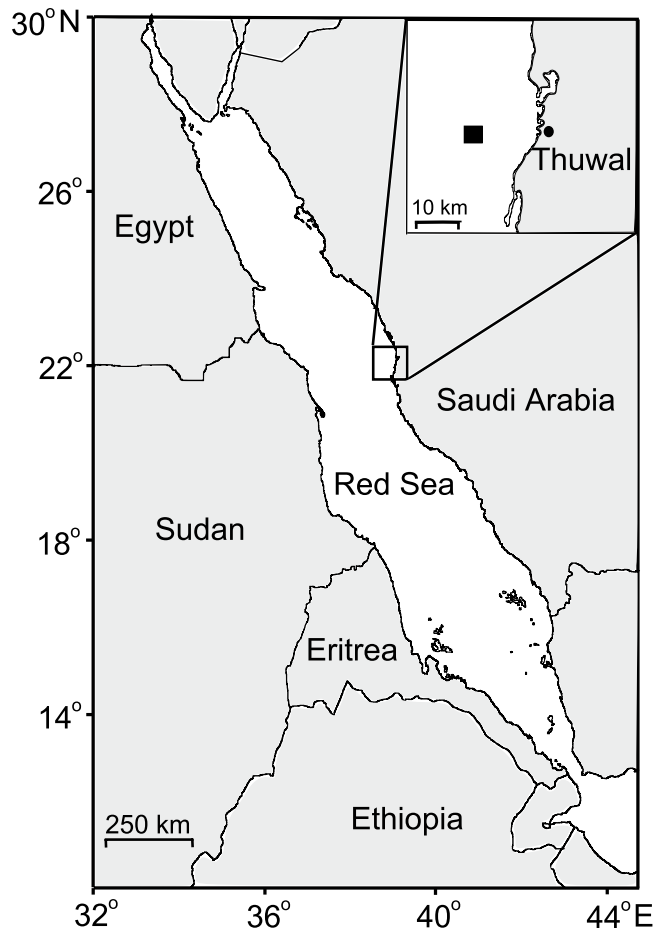 30°N
10 km
Thuwal
26°
Egypt
22°
Saudi Arabia
Red Sea
Sudan
18°
Eritrea
14°
250 km
Ethiopia
32°
36°
40°
44°E